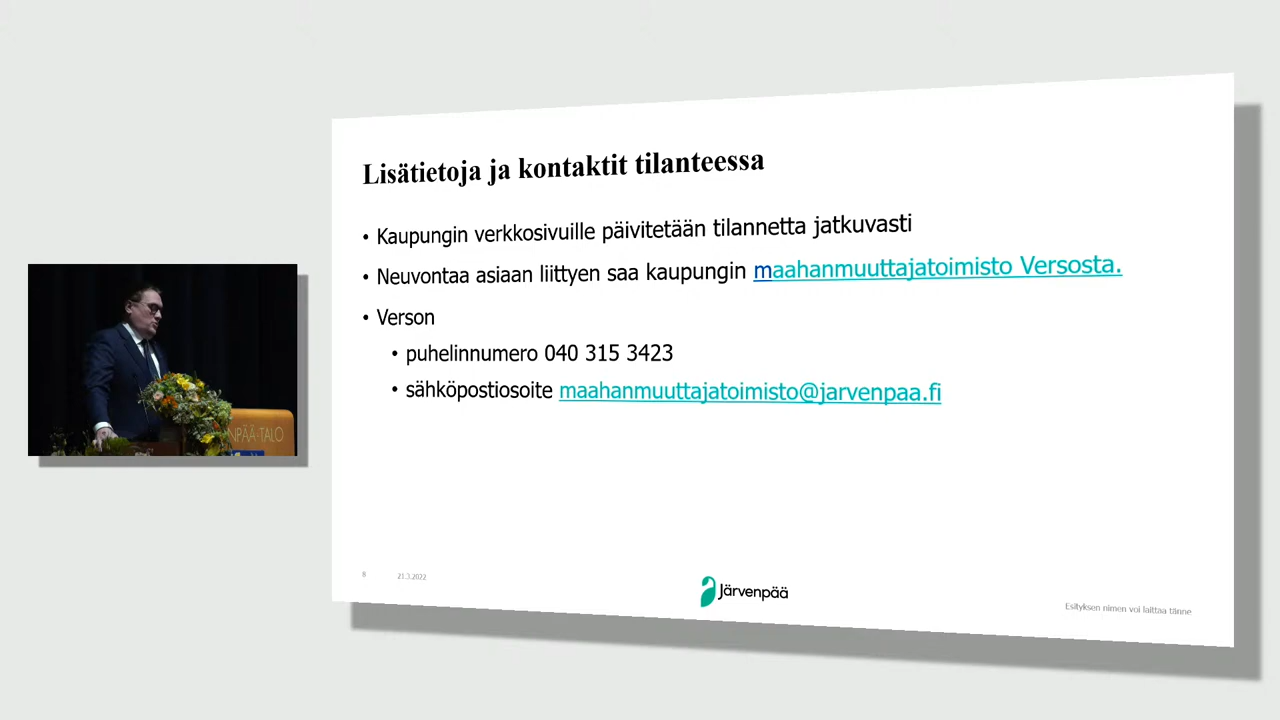 Lisätietoja ja kontaktit tilanteessa
• Kaupungin verkkosivuille päivitetään tilannetta jatkuvasti
• Neuvontaa asiaan liittyen saa kaupungin maahanmuuttajatoimisto Versosta.
• Verson
• puhelinnumero 040 315 3423
• sähköpostiosoite maahanmuuttajatoimisto@jarvenpaa.fi
NPÄÄ-TALO
8 21.3.2022
Järvenpää
Esityksen nimen voi laittaa tänne